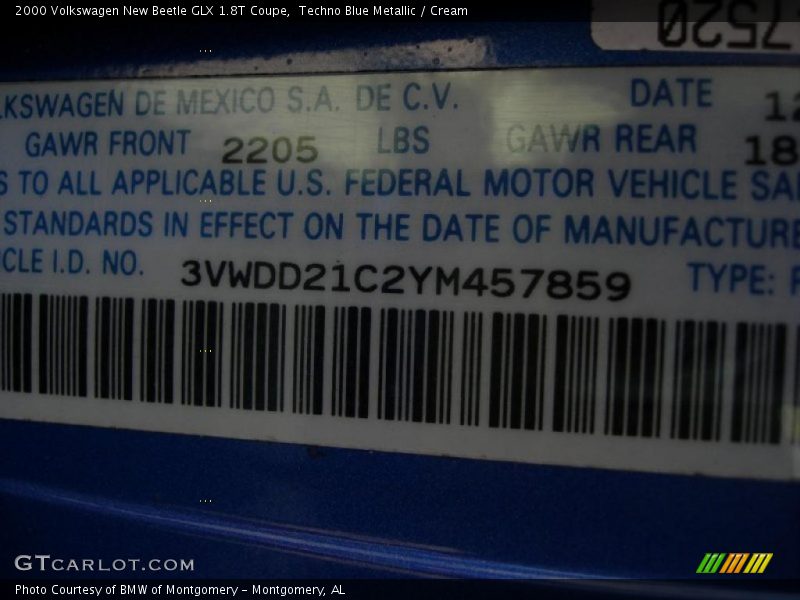 2000 Volkswagen New Beetle GLX 1.8T Coupe, Techno Blue Metallic / Cream
7520
LKSWAGEN DE MEXICO S.A. DE C.V. DATE 12
GAWR FRONT 2205 LBS GAWR REAR 18
S TO ALL APPLICABLE U.S. FEDERAL MOTOR VEHICLE SA
STANDARDS IN EFFECT ON THE DATE OF MANUFACTURE
CLE I.D. NO. 3VWDD21C2YM457859 TYPE: P
GTCARLOT.COM
Photo Courtesy of BMW of Montgomery - Montgomery, AL